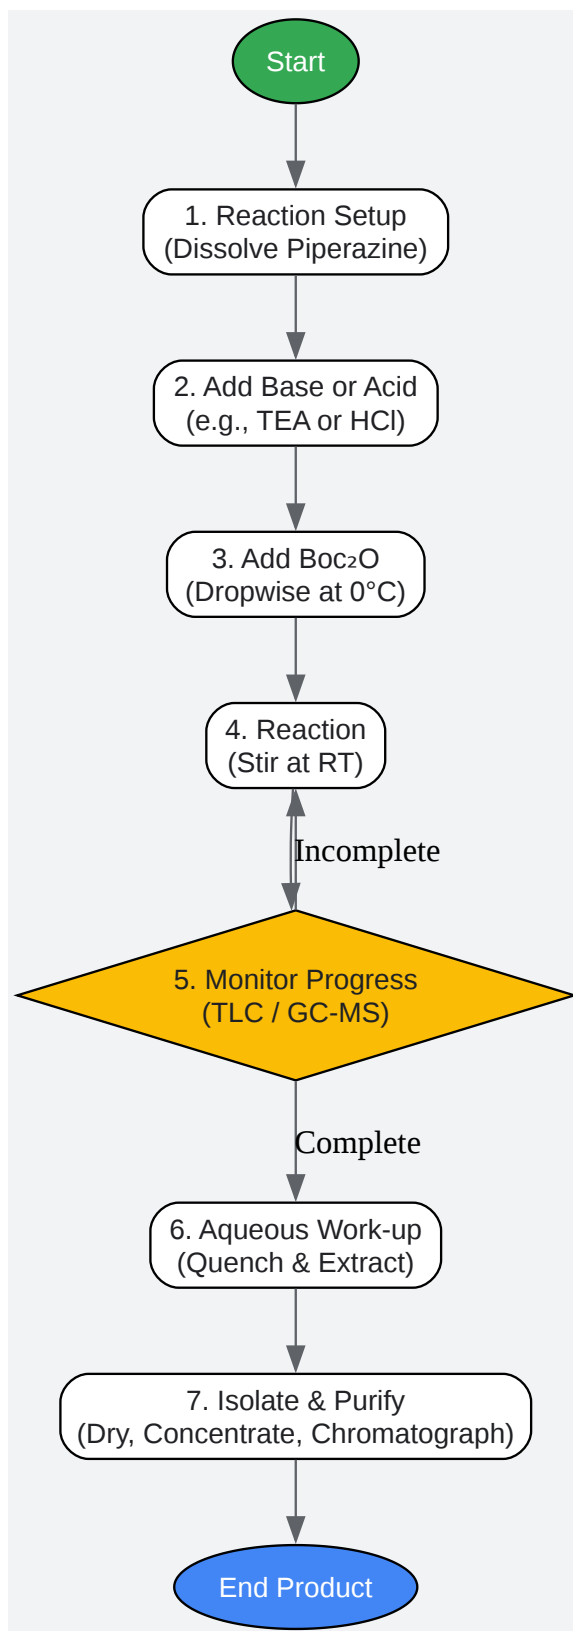 Start
1. Reaction Setup
(Dissolve Piperazine)
2. Add Base or Acid
(e.g., TEA or HCl)
3. Add Boc₂O
(Dropwise at 0°C)
4. Reaction
(Stir at RT)
Incomplete
5. Monitor Progress
(TLC / GC-MS)
Complete
6. Aqueous Work-up
(Quench & Extract)
7. Isolate & Purify
(Dry, Concentrate, Chromatograph)
End Product